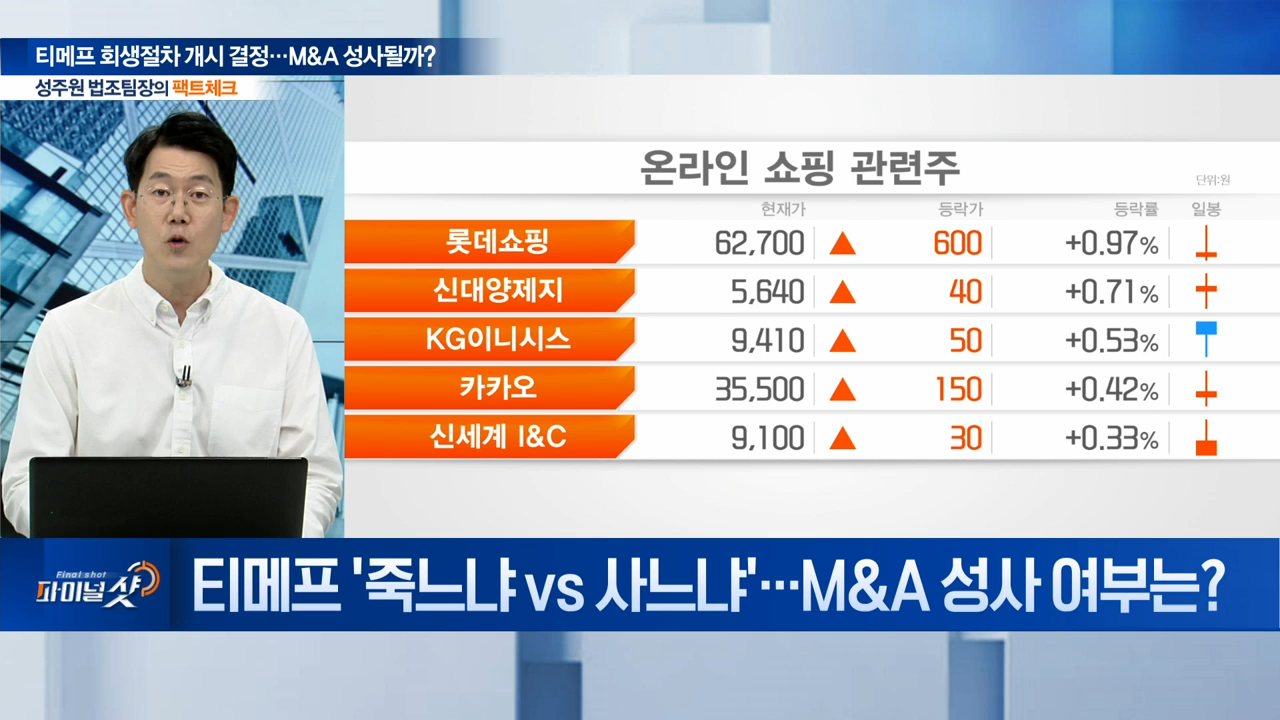 티메프 회생절차 개시 결정…M&A 성사될까?
성주원 법조팀장의 팩트체크
온라인 쇼핑 관련주
단위:원
현재가 등락가 등락률 일봉
롯데쇼핑 62,700 ▲ 600 +0.97%
신대양제지 5,640 ▲ 40 +0.71%
KG이니시스 9,410 ▲ 50 +0.53%
카카오 35,500 ▲ 150 +0.42%
신세계 I&C 9,100 ▲ 30 +0.33%
Final shot
파이널 샷
티메프 '죽느냐 vs 사느냐'…M&A 성사 여부는?